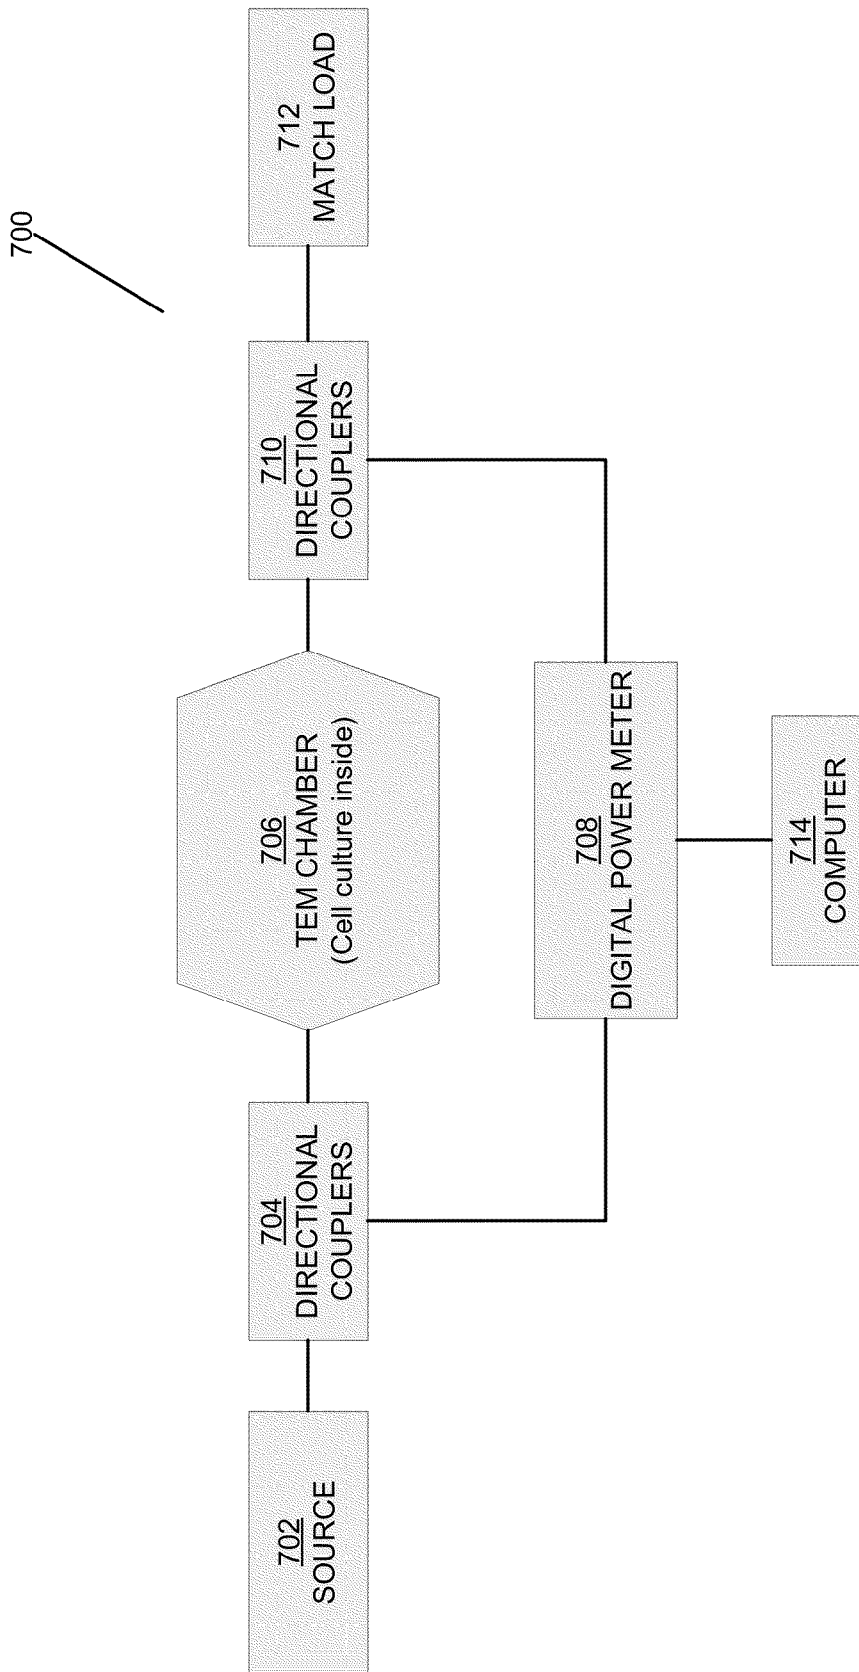 700
702
SOURCE
704
DIRECTIONAL
COUPLERS
706
TEM CHAMBER
(Cell culture inside)
710
DIRECTIONAL
COUPLERS
712
MATCH LOAD
708
DIGITAL POWER METER
714
COMPUTER